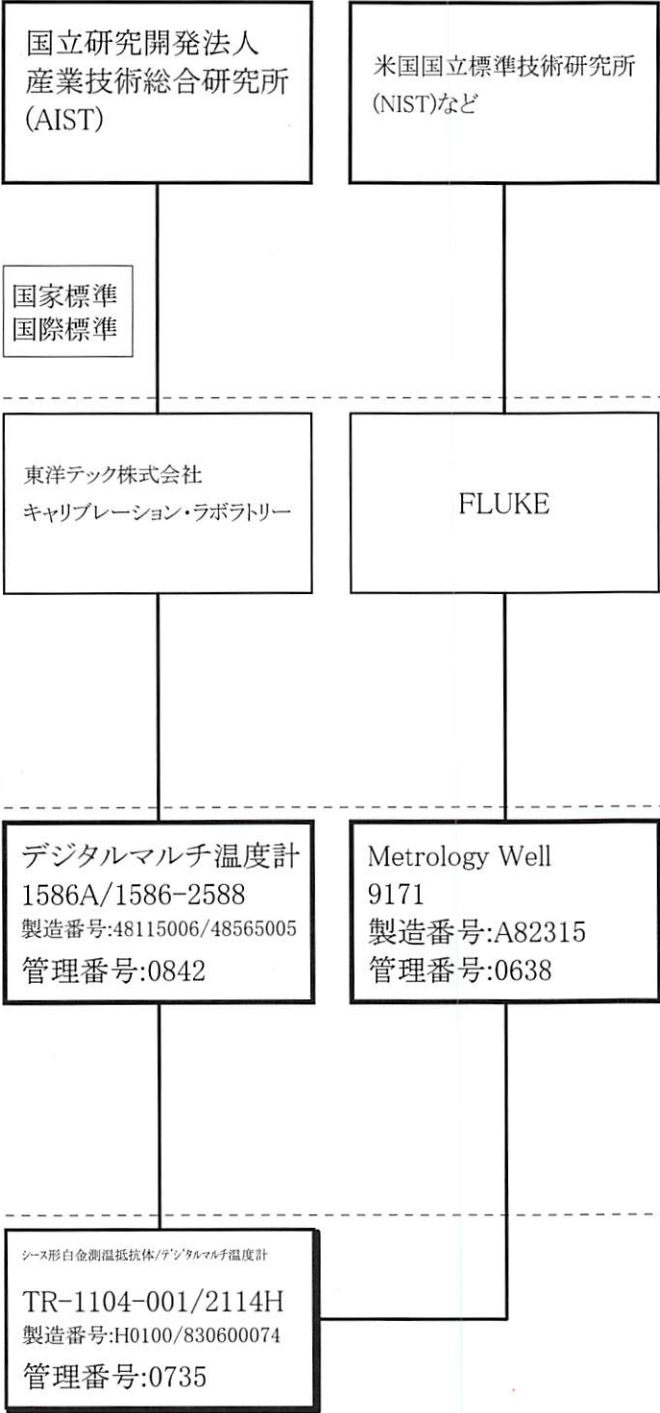 国立研究開発法人
産業技術総合研究所
(AIST)
米国国立標準技術研究所
(NIST)など
国家標準
国際標準
東洋テック株式会社
キャリブレーション・ラボラトリー
FLUKE
デジタルマルチ温度計
1586A/1586-2588
製造番号:48115006/48565005
管理番号:0842
Metrology Well
9171
製造番号:A82315
管理番号:0638
シース形白金測温抵抗体/デジタルマルチ温度計
TR-1104-001/2114H
製造番号:H0100/830600074
管理番号:0735